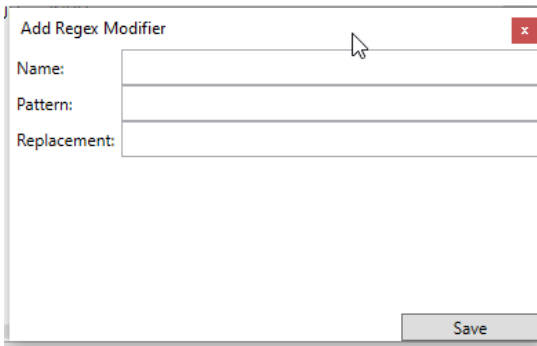 Add Regex Modifier
x
Name:
Pattern:
Replacement:
Save